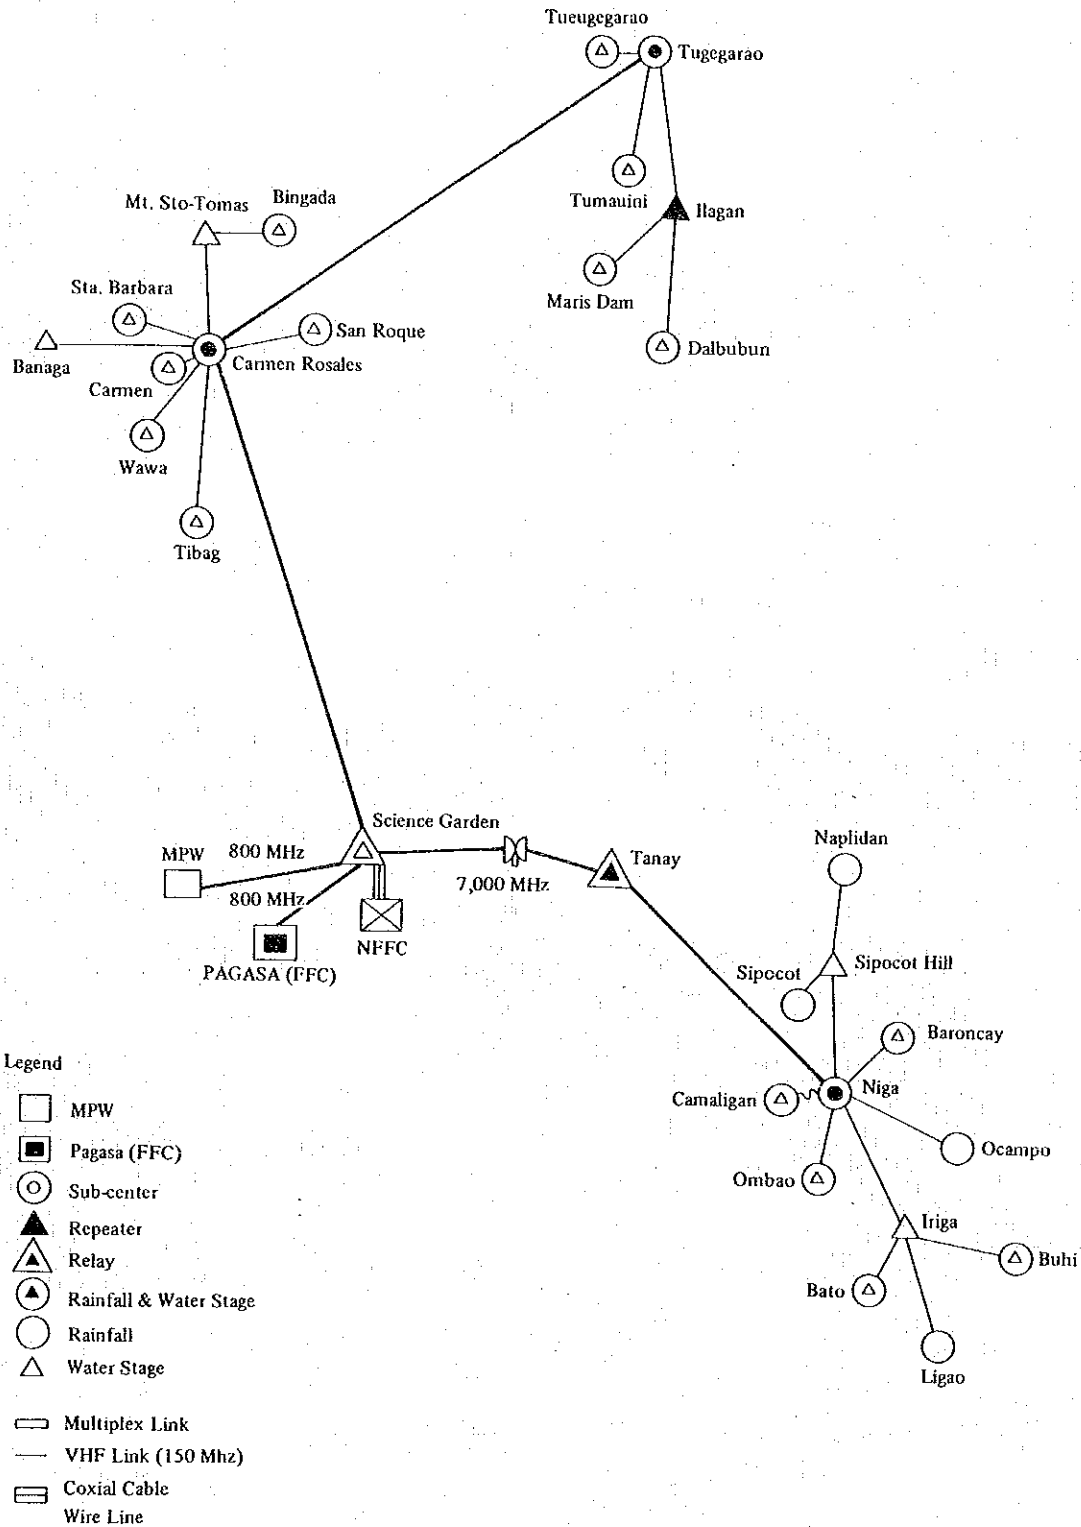 Tueugegarao
Tugegarao
Tumauini
Ilagan
Maris Dam
Dalbubun
Mt. Sto-Tomas
Bingada
Sta. Barbara
San Roque
Banaga
Carmen Rosales
Carmen
Wawa
Tibag
Science Garden
MPW
800 MHz
7,000 MHz
Tanay
800 MHz
NFFC
PAGASA (FFC)
Naplidan
Sipocot Hill
Sipocot
Baroncay
Niga
Camaligan
Ocampo
Ombao
Iriga
Buhi
Bato
Ligao
Legend
MPW
Pagasa (FFC)
Sub-center
Repeater
Relay
Rainfall & Water Stage
Rainfall
Water Stage
Multiplex Link
VHF Link (150 Mhz)
Coxial Cable
Wire Line